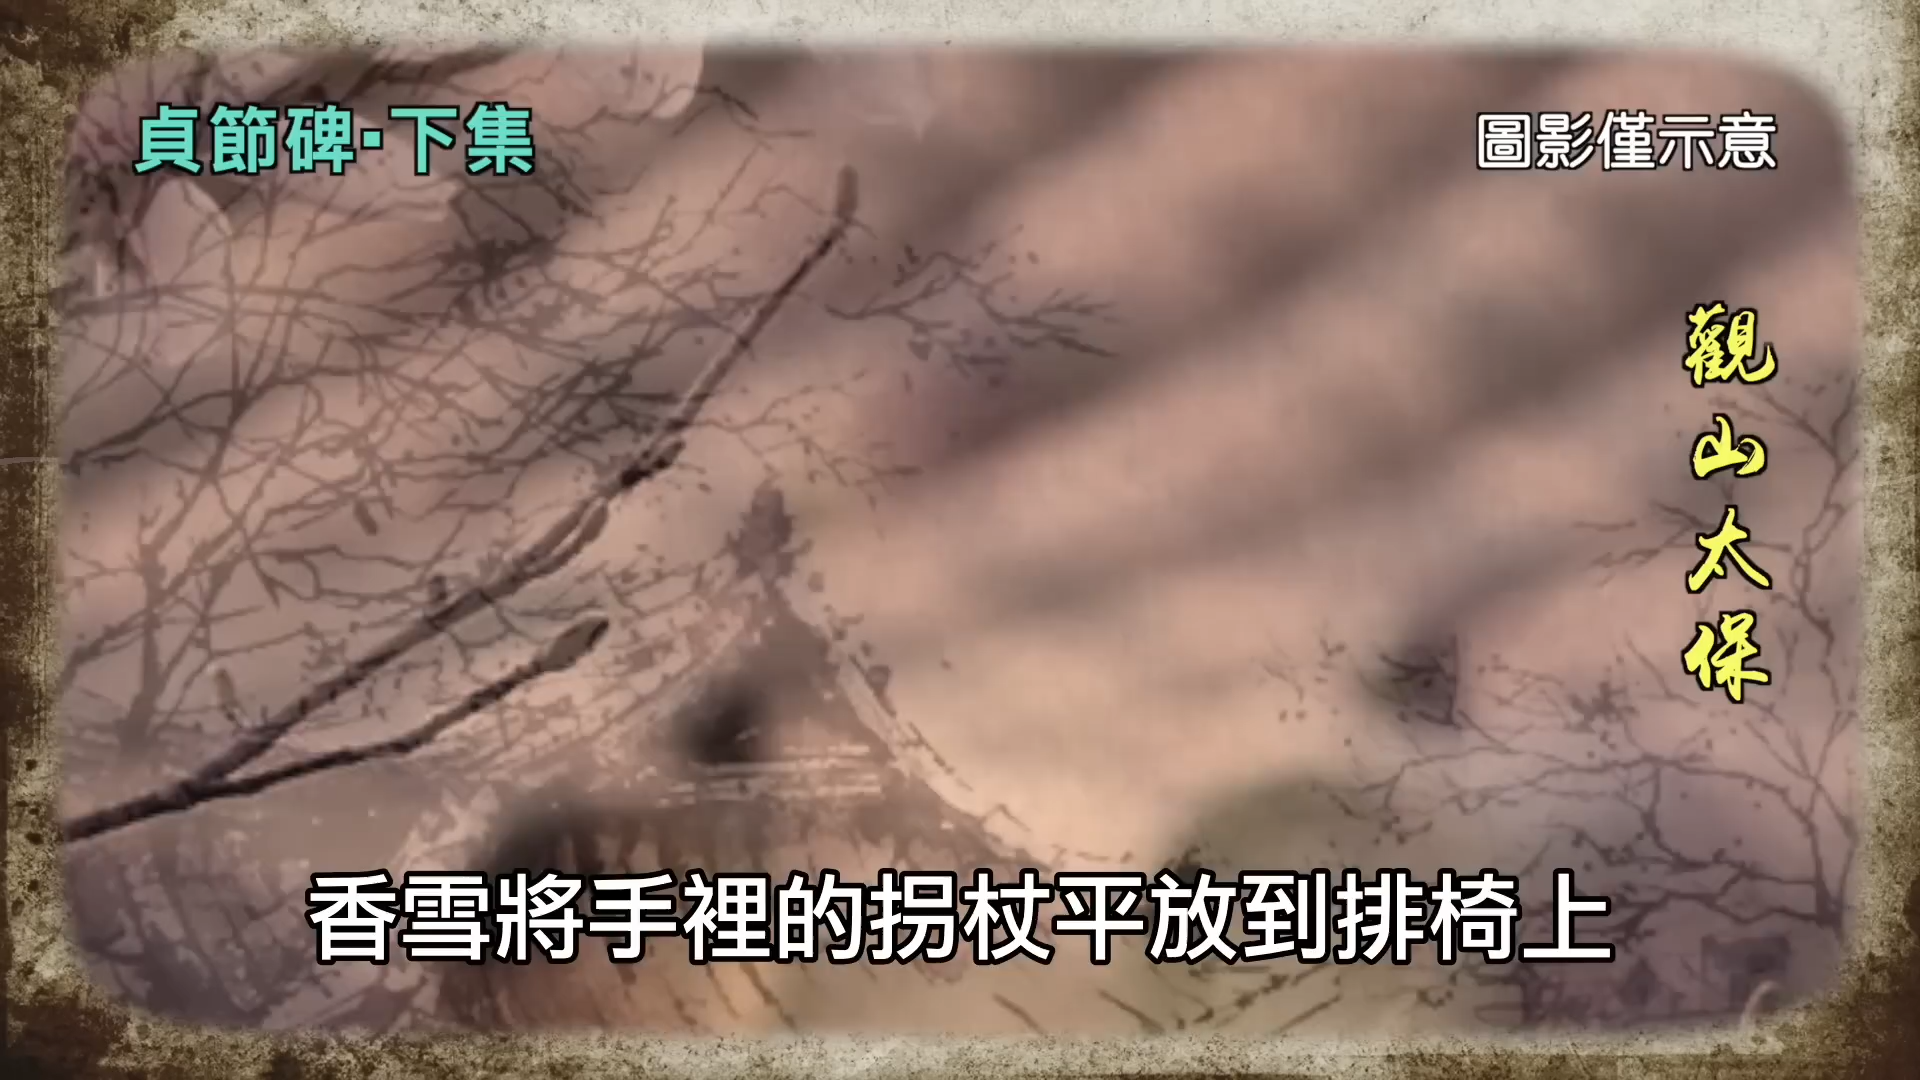 貞節碑·下集
圖影僅示意
觀山太保
香雪將手裡的拐杖平放到排椅上